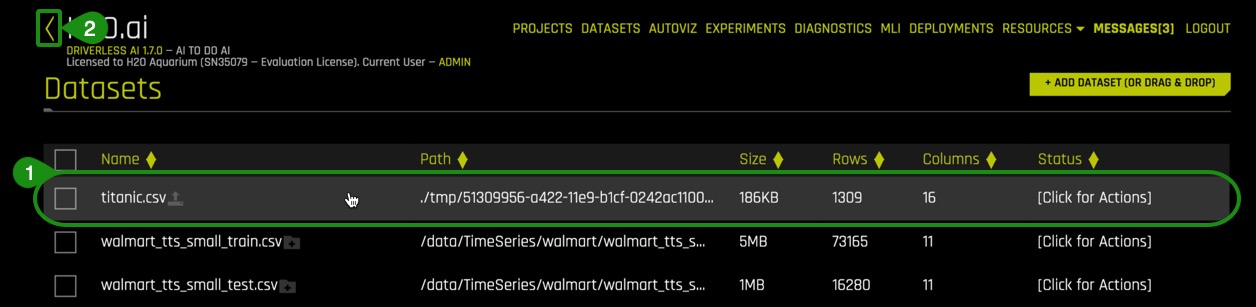 2
.ai
PROJECTS DATASETS AUTOVIZ EXPERIMENTS DIAGNOSTICS MLI DEPLOYMENTS RESOURCES MESSAGES[3] LOGOUT
DRIVERLESS AI 1.7.0 – AI TO DO AI
Licensed to H2O Aquarium (SN35079 – Evaluation License). Current User – ADMIN
Datasets
+ ADD DATASET (OR DRAG & DROP)
Name Path Size Rows Columns Status
1
titanic.csv ./tmp/51309956-a422-11e9-b1cf-0242ac1100... 186KB 1309 16 [Click for Actions]
walmart_tts_small_train.csv /data/TimeSeries/walmart/walmart_tts_s... 5MB 73165 11 [Click for Actions]
walmart_tts_small_test.csv /data/TimeSeries/walmart/walmart_tts_s... 1MB 16280 11 [Click for Actions]